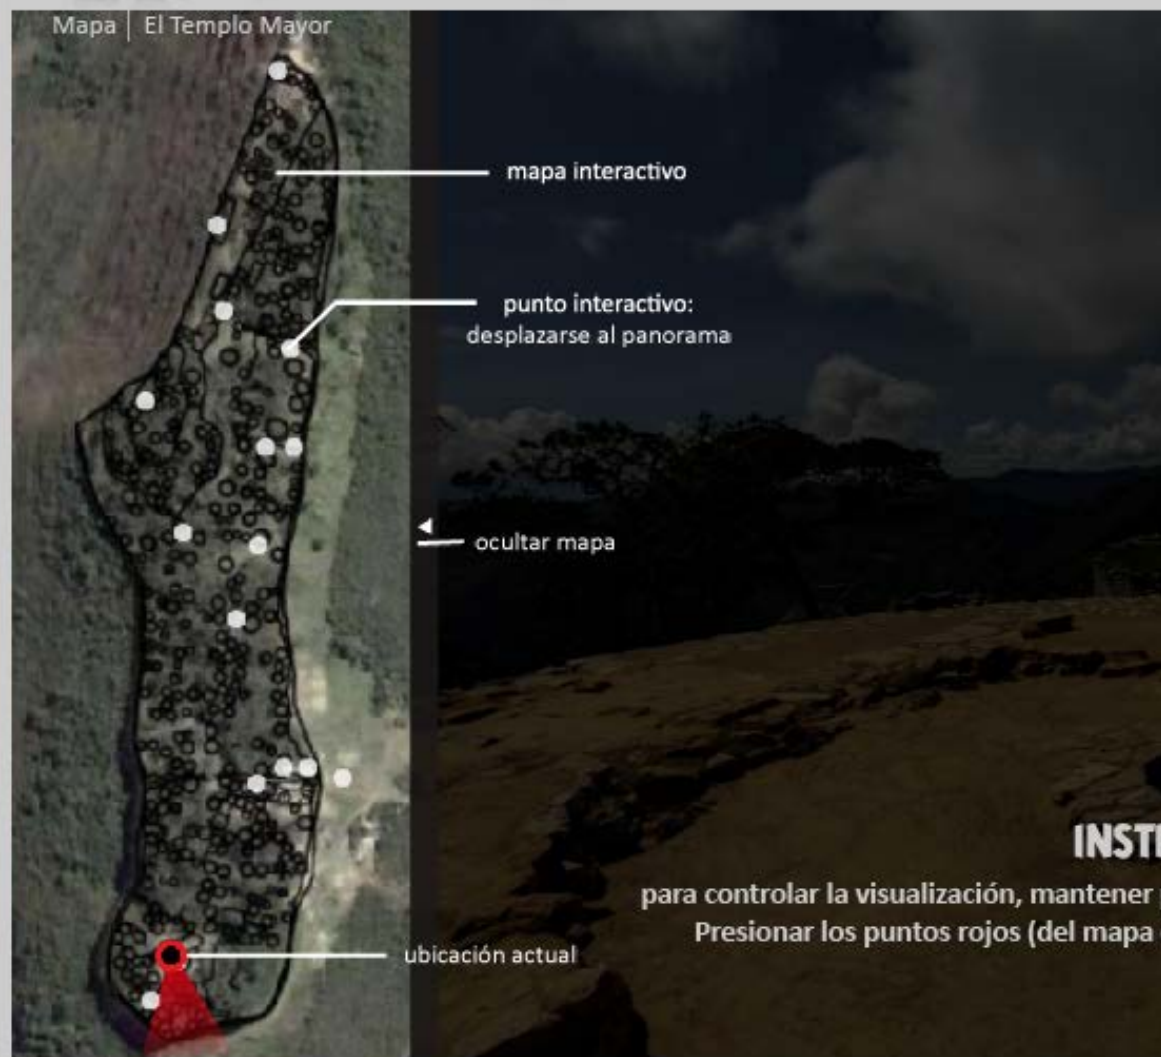 Mapa | El Templo Mayor
mapa interactivo
punto interactivo:
desplazarse al panorama
ocultar mapa
INST
para controlar la visualización, mantener
Presionar los puntos rojos (del mapa
ubicación actual